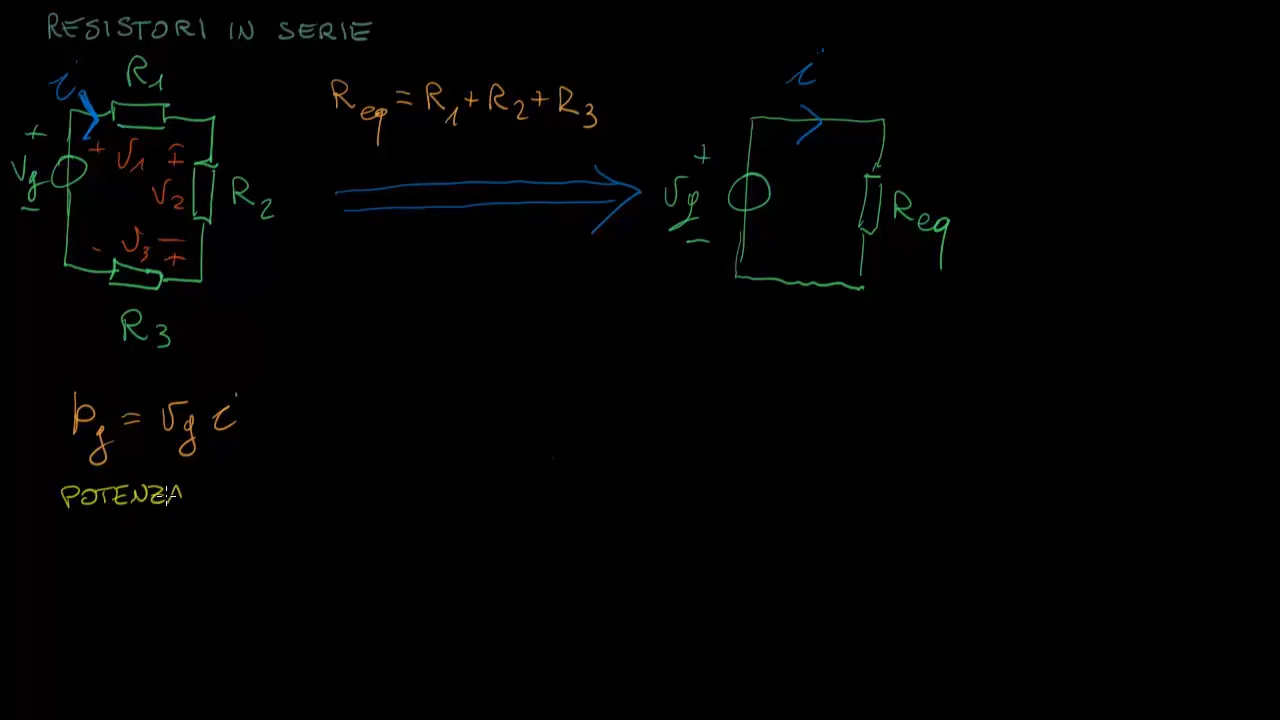 RESISTORI IN SERIE
i R1
Req = R1 + R2 + R3
i
+ Vg -
+ V1 -
+ V2 -
R2
- V3 +
R3
+ Vg -
Req
pg = vg i
POTENZA